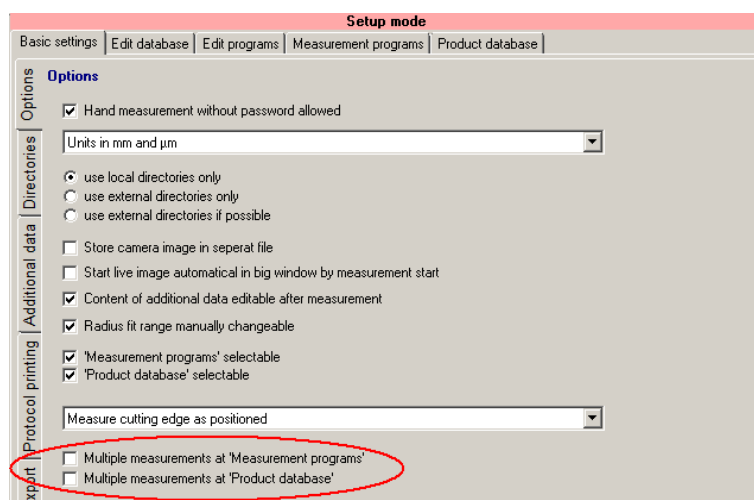 Setup mode
Basic settings Edit database Edit programs Measurement programs Product database
Options
Options
Hand measurement without password allowed
Units in mm and µm
Directories
use local directories only
use external directories only
use external directories if possible
Additional data
Store camera image in seperat file
Start live image automatical in big window by measurement start
Content of additional data editable after measurement
Radius fit range manually changeable
Protocol printing
'Measurement programs' selectable
'Product database' selectable
Measure cutting edge as positioned
xport
Multiple measurements at 'Measurement programs'
Multiple measurements at 'Product database'